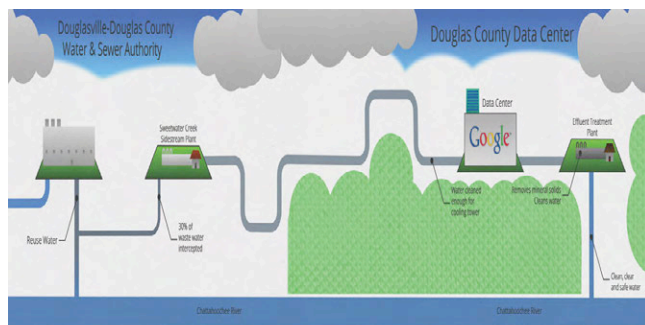 Douglasville-Douglas County
Water & Sewer Authority
Douglas County Data Center
Sweetwater Creek
Sidestream Plant
Data Center
Effluent Treatment
Plant
Google
Water cleaned
enough for
cooling tower
Removes mineral solids
Cleans water
Reuse Water
30% of
waste water
intercepted
Clean, clear
and safe water
Chattahoochee River
Chattahoochee River